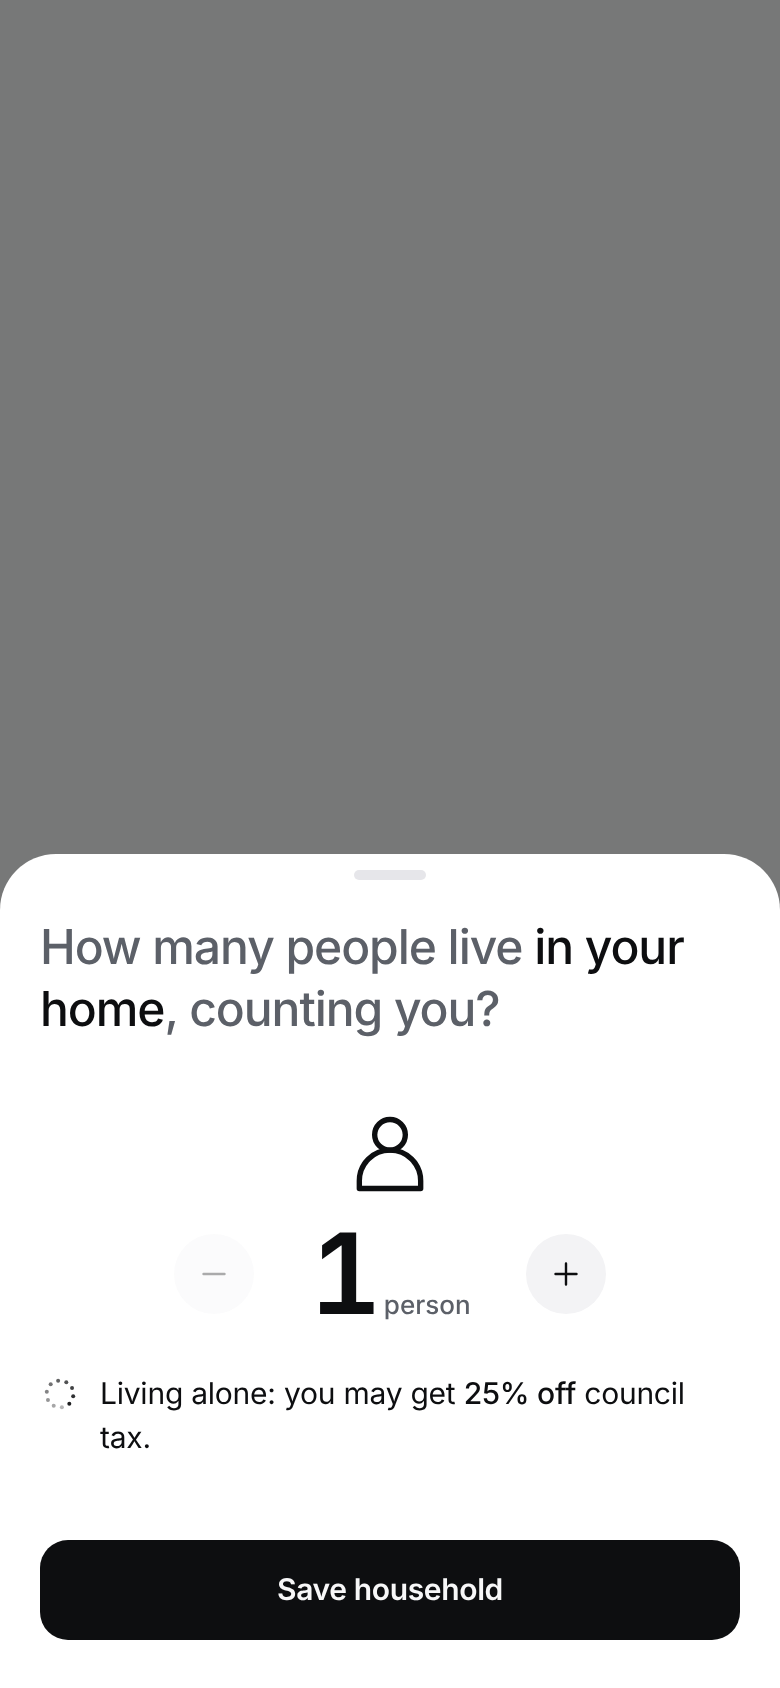 How many people live in your
home, counting you?
1 person
Living alone: you may get 25% off council
tax.
Save household